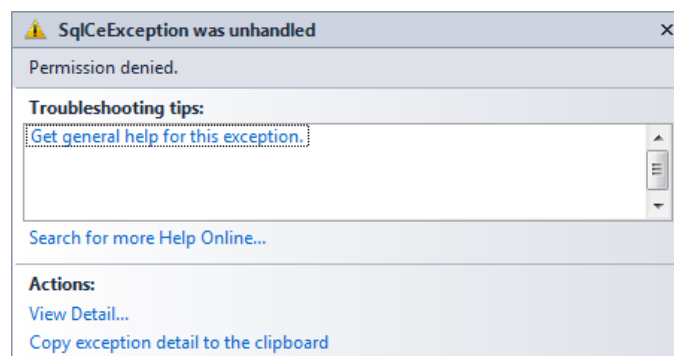 SqlCeException was unhandled
Permission denied.
Troubleshooting tips:
Get general help for this exception.
Search for more Help Online...
Actions:
View Detail...
Copy exception detail to the clipboard